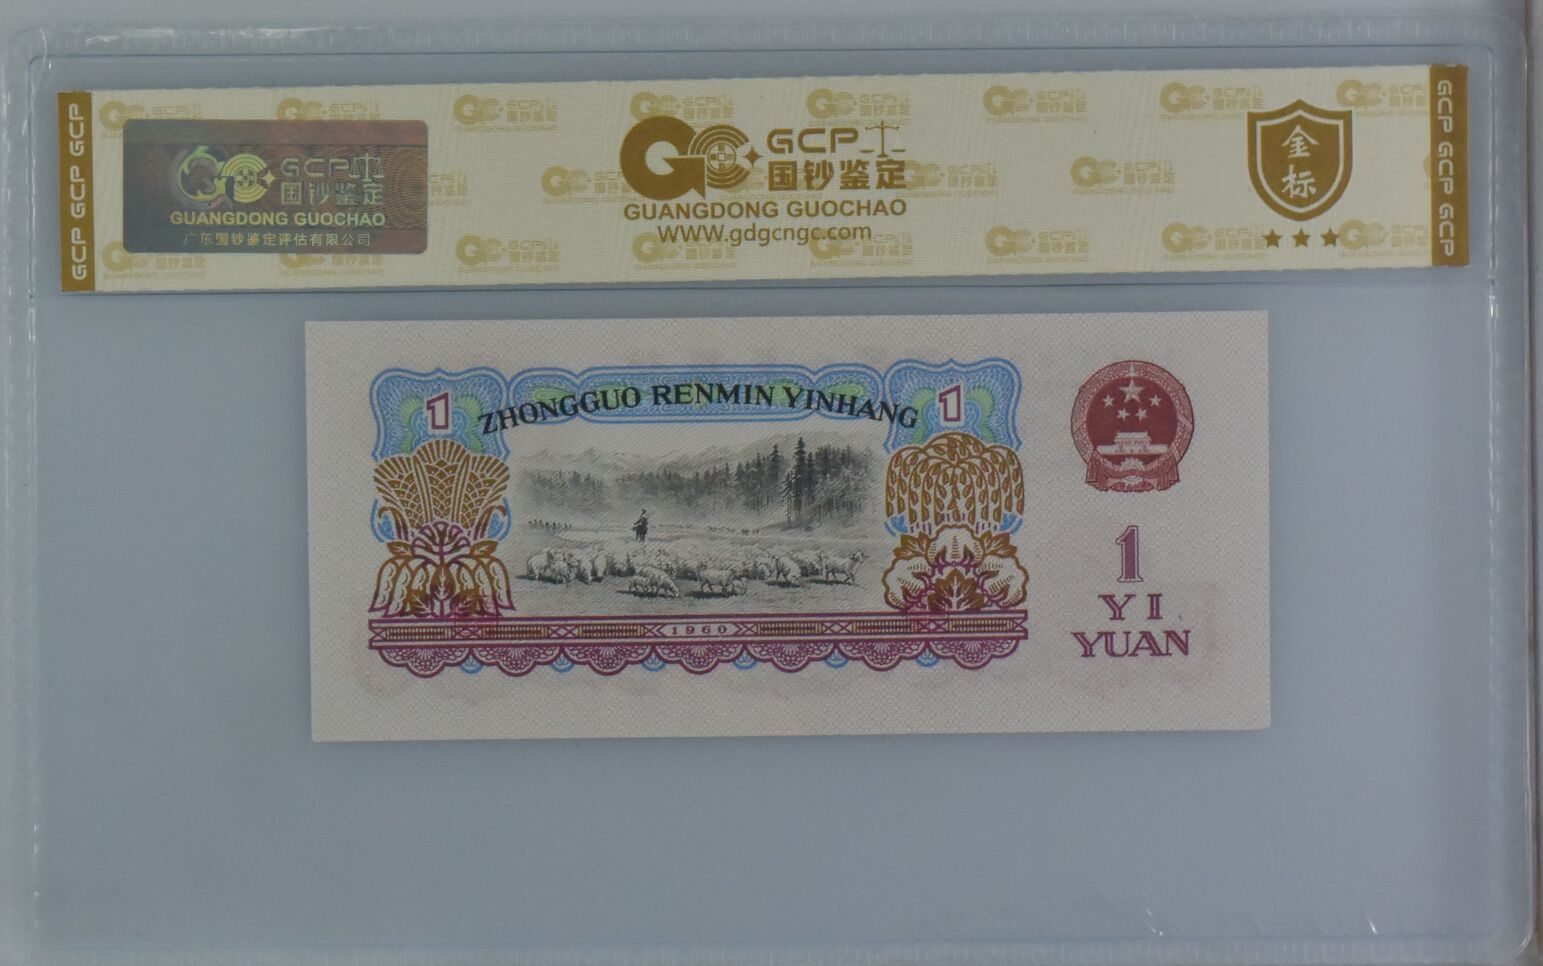 GCP GCP GCP
GCP
国钞鉴定
GUANGDONG GUOCHAO
广东国钞鉴定评估有限公司
GCP
国钞鉴定
GUANGDONG GUOCHAO
www.gdgcngc.com
金
标
GCP GCP GCP
1
ZHONGGUO RENMIN YINHANG
1
1960
1
YI
YUAN